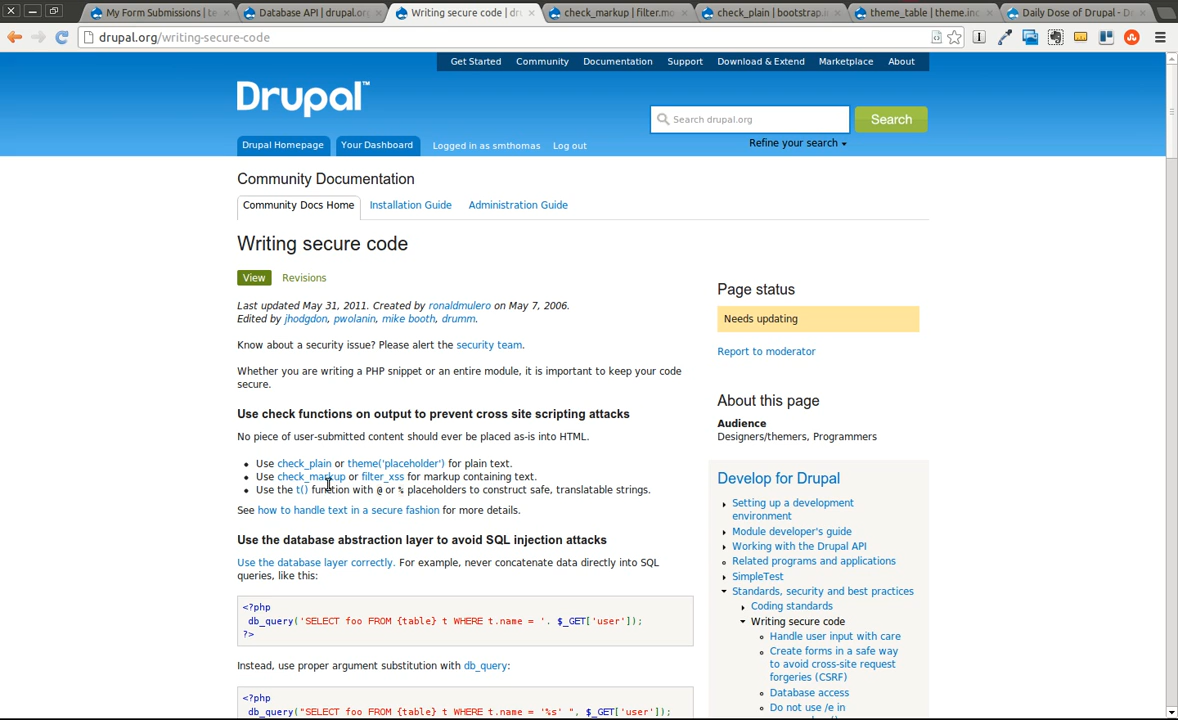 My Form Submissions | te
Database API | drupal.or
Writing secure code | dru
check_markup | filter.mo
check_plain | bootstrap.i
theme_table | theme.inc
Daily Dose of Drupal - D
drupal.org/writing-secure-code
Get Started Community Documentation Support Download & Extend Marketplace About
Drupal™
Search drupal.org Search
Refine your search
Drupal Homepage Your Dashboard Logged in as smthomas Log out
Community Documentation
Community Docs Home Installation Guide Administration Guide
Writing secure code
View Revisions
Last updated May 31, 2011. Created by ronaldmulero on May 7, 2006.
Edited by jhodgdon, pwolanin, mike booth, drumm.
Know about a security issue? Please alert the security team.
Whether you are writing a PHP snippet or an entire module, it is important to keep your code
secure.
Use check functions on output to prevent cross site scripting attacks
No piece of user-submitted content should ever be placed as-is into HTML.
• Use check_plain or theme('placeholder') for plain text.
• Use check_markup or filter_xss for markup containing text.
• Use the t() function with @ or % placeholders to construct safe, translatable strings.
See how to handle text in a secure fashion for more details.
Use the database abstraction layer to avoid SQL injection attacks
Use the database layer correctly. For example, never concatenate data directly into SQL
queries, like this:
<?php
db_query('SELECT foo FROM {table} t WHERE t.name = '. $_GET['user']);
?>
Instead, use proper argument substitution with db_query:
<?php
db_query("SELECT foo FROM {table} t WHERE t.name = '%s' ", $_GET['user']);
Page status
Needs updating
Report to moderator
About this page
Audience
Designers/themers, Programmers
Develop for Drupal
Setting up a development
environment
Module developer's guide
Working with the Drupal API
Related programs and applications
SimpleTest
Standards, security and best practices
Coding standards
Writing secure code
Handle user input with care
Create forms in a safe way
to avoid cross-site request
forgeries (CSRF)
Database access
Do not use /e in